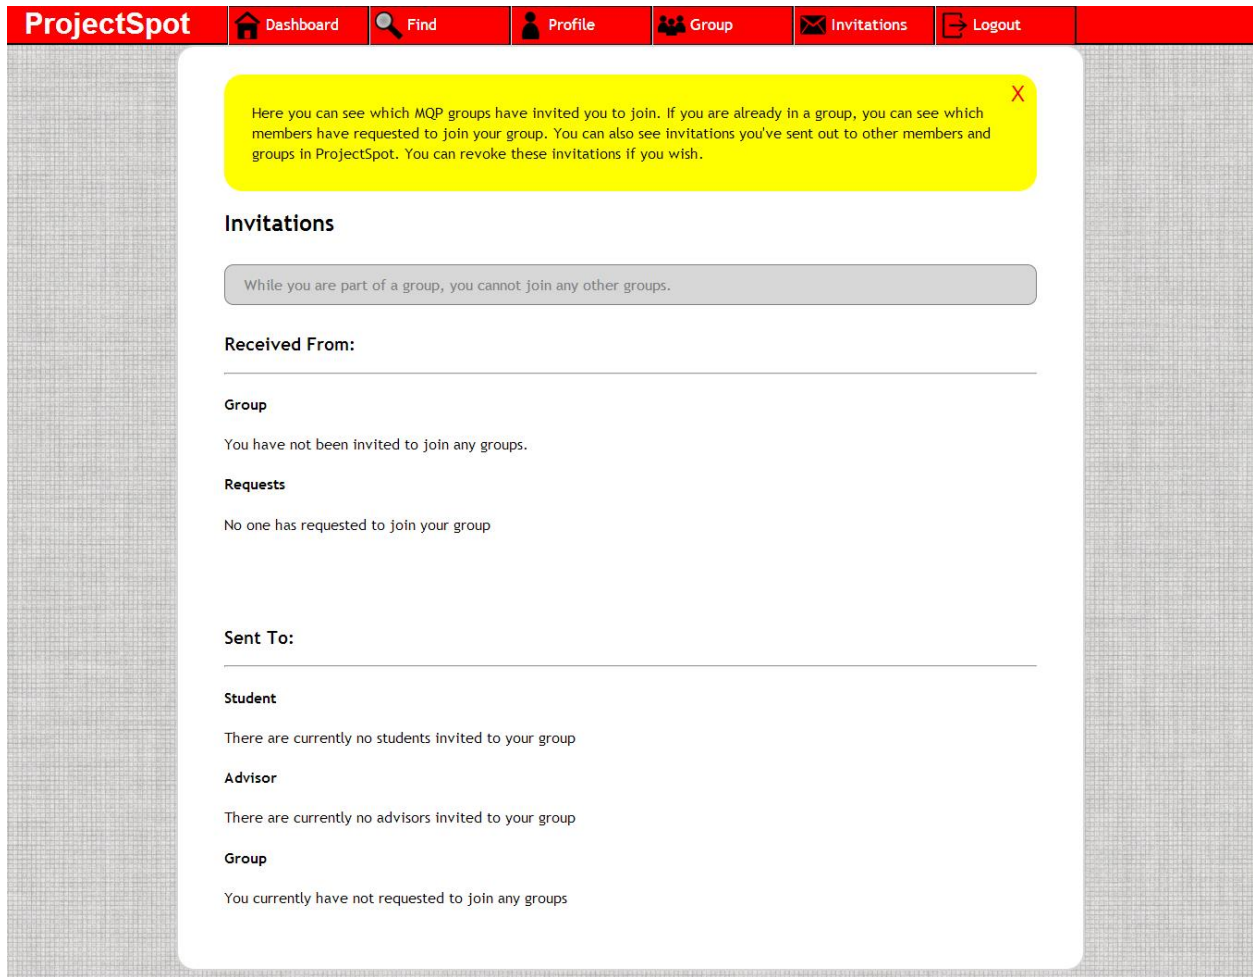 ProjectSpot Dashboard Find Profile Group Invitations Logout
X
Here you can see which MQP groups have invited you to join. If you are already in a group, you can see which
members have requested to join your group. You can also see invitations you've sent out to other members and
groups in ProjectSpot. You can revoke these invitations if you wish.
Invitations
While you are part of a group, you cannot join any other groups.
Received From:
Group
You have not been invited to join any groups.
Requests
No one has requested to join your group
Sent To:
Student
There are currently no students invited to your group
Advisor
There are currently no advisors invited to your group
Group
You currently have not requested to join any groups